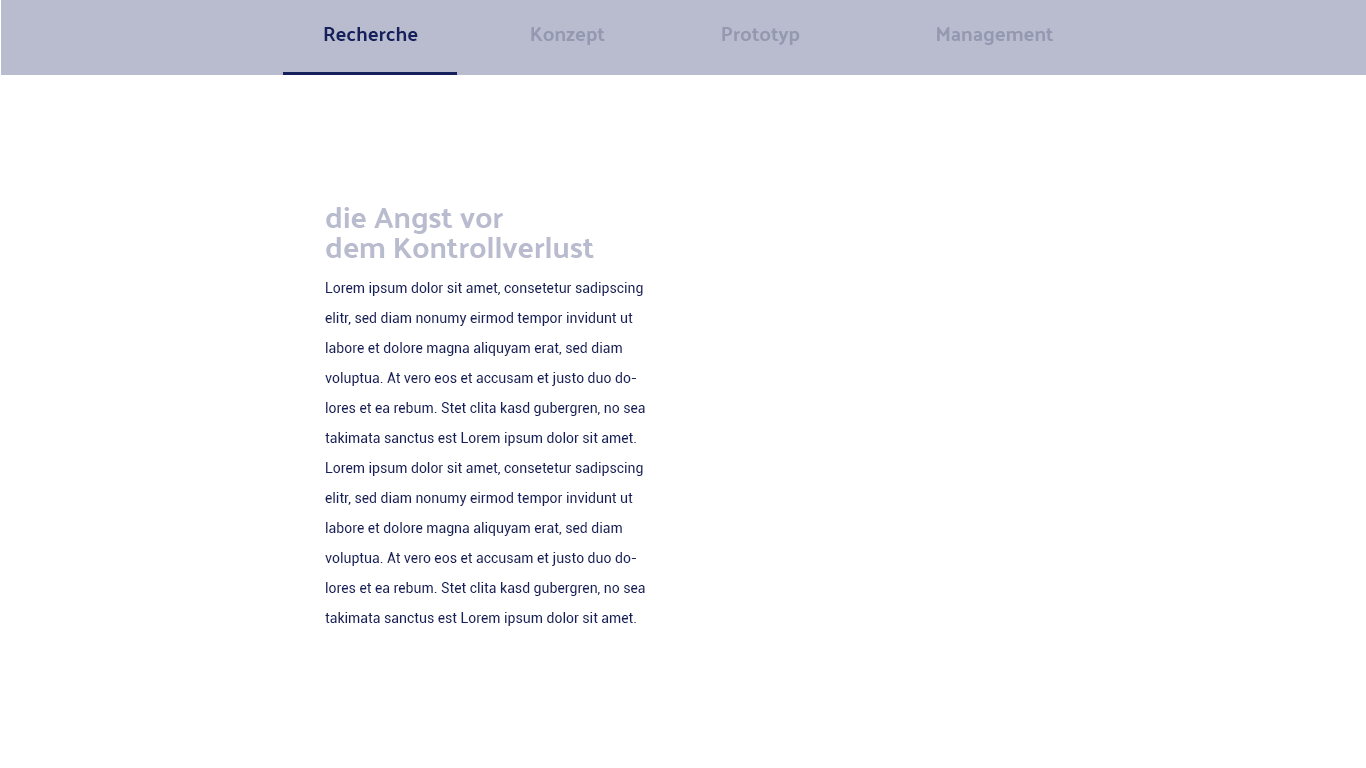 Recherche Konzept Prototyp Management
die Angst vor
dem Kontrollverlust
Lorem ipsum dolor sit amet, consetetur sadipscing
elitr, sed diam nonumy eirmod tempor invidunt ut
labore et dolore magna aliquyam erat, sed diam
voluptua. At vero eos et accusam et justo duo do-
lores et ea rebum. Stet clita kasd gubergren, no sea
takimata sanctus est Lorem ipsum dolor sit amet.
Lorem ipsum dolor sit amet, consetetur sadipscing
elitr, sed diam nonumy eirmod tempor invidunt ut
labore et dolore magna aliquyam erat, sed diam
voluptua. At vero eos et accusam et justo duo do-
lores et ea rebum. Stet clita kasd gubergren, no sea
takimata sanctus est Lorem ipsum dolor sit amet.